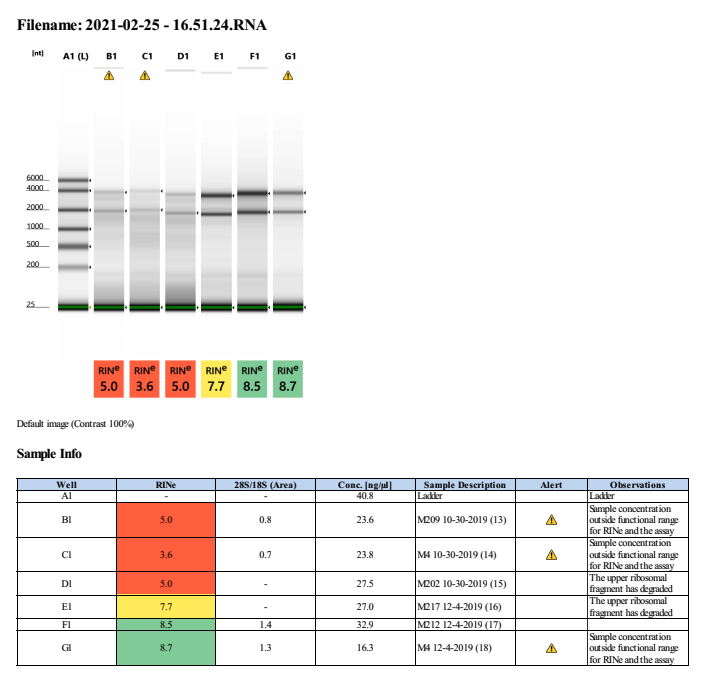 Filename: 2021-02-25 - 16.51.24.RNA
[nt] A1 (L) B1 C1 D1 E1 F1 G1
6000
4000
2000
1000
500
200
25
RINe RINe RINe RINe RINe RINe
5.0 3.6 5.0 7.7 8.5 8.7
Default image (Contrast 100%)
Sample Info
Well RINe 28S/18S (Area) Conc. [ng/µl] Sample Description Alert Observations
A1 - - 40.8 Ladder Ladder
B1 5.0 0.8 23.6 M209 10-30-2019 (13) Sample concentration
outside functional range
for RINe and the assay
C1 3.6 0.7 23.8 M4 10-30-2019 (14) Sample concentration
outside functional range
for RINe and the assay
D1 5.0 - 27.5 M202 10-30-2019 (15) The upper ribosomal
fragment has degraded
E1 7.7 - 27.0 M217 12-4-2019 (16) The upper ribosomal
fragment has degraded
F1 8.5 1.4 32.9 M212 12-4-2019 (17)
G1 8.7 1.3 16.3 M4 12-4-2019 (18) Sample concentration
outside functional range
for RINe and the assay